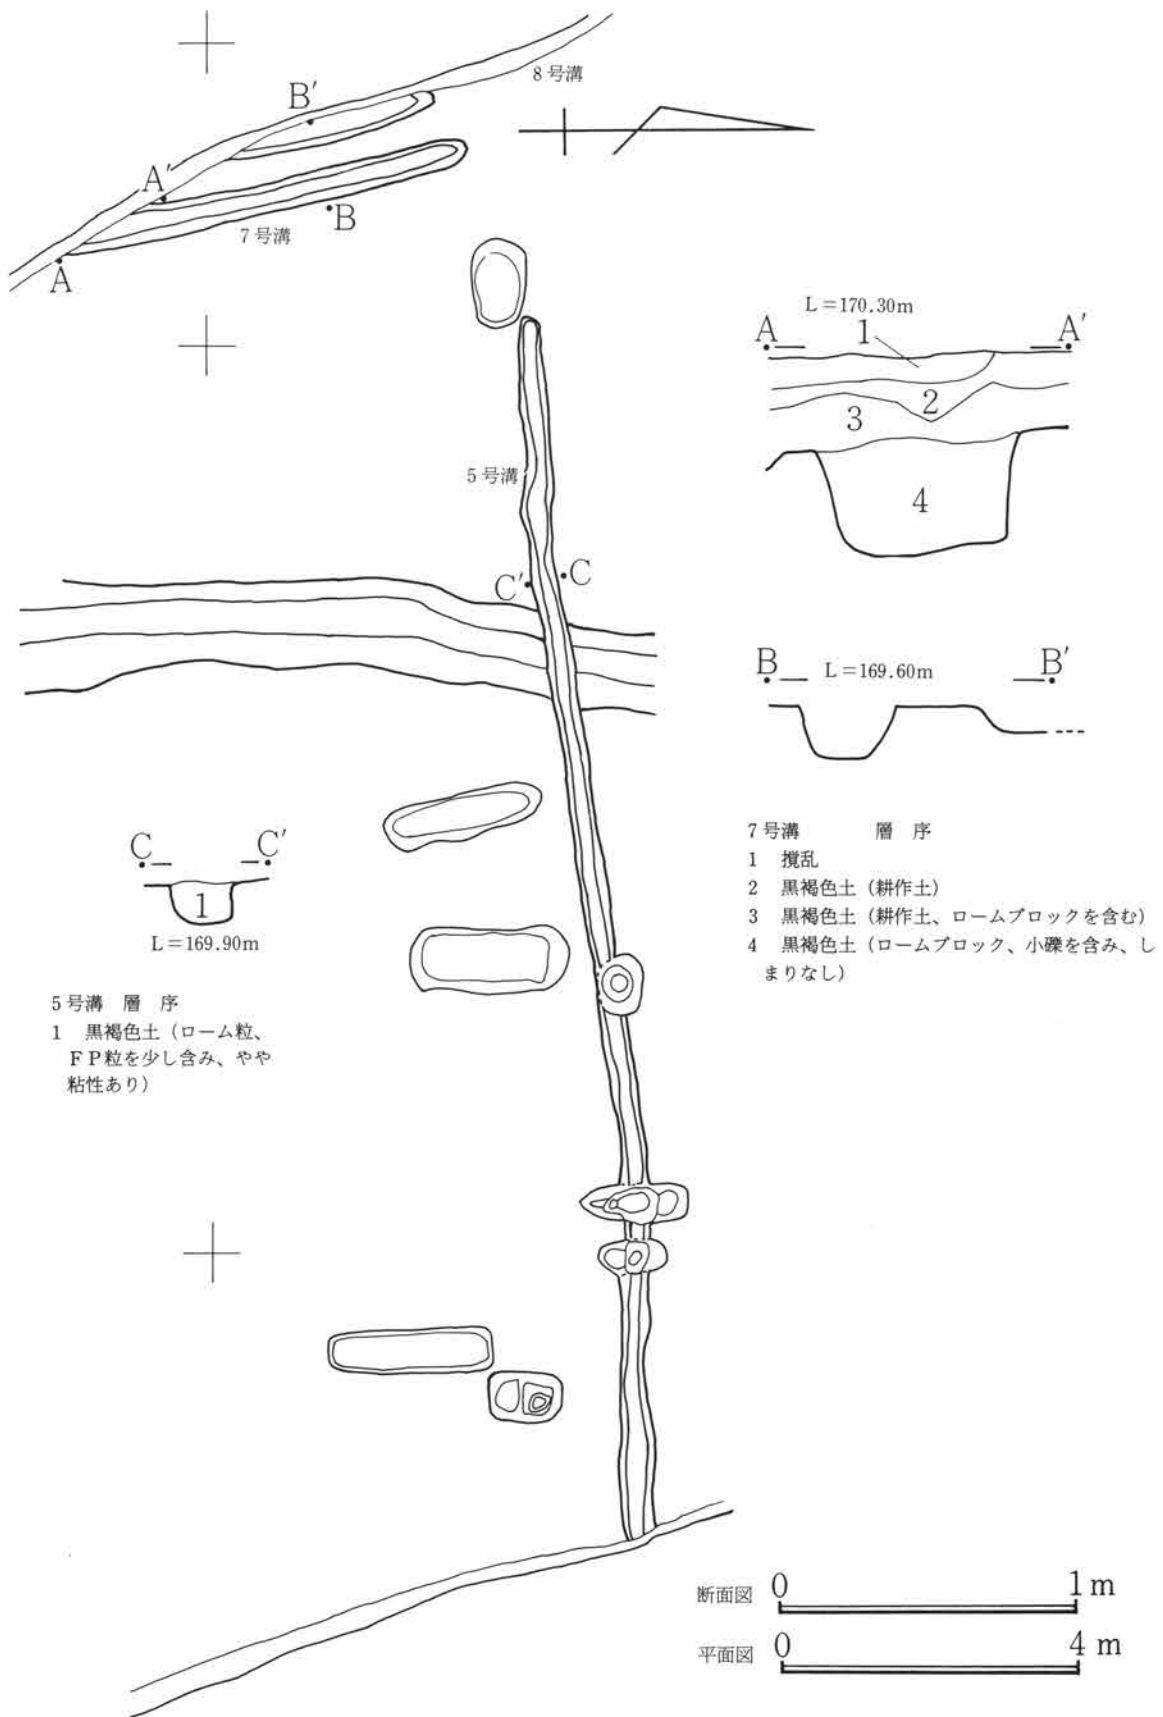 8号溝
B′
A′
B
7号溝
A
L=170.30m
A
1
A′
2
3
4
5号溝
C′
C
B
L=169.60m
B′
C
C′
1
L=169.90m
5号溝 層 序
1 黒褐色土（ローム粒、
ＦＰ粒を少し含み、やや
粘性あり）
7号溝 層 序
1 攪乱
2 黒褐色土（耕作土）
3 黒褐色土（耕作土、ロームブロックを含む）
4 黒褐色土（ロームブロック、小礫を含み、し
まりなし）
断面図 0 1m
平面図 0 4m